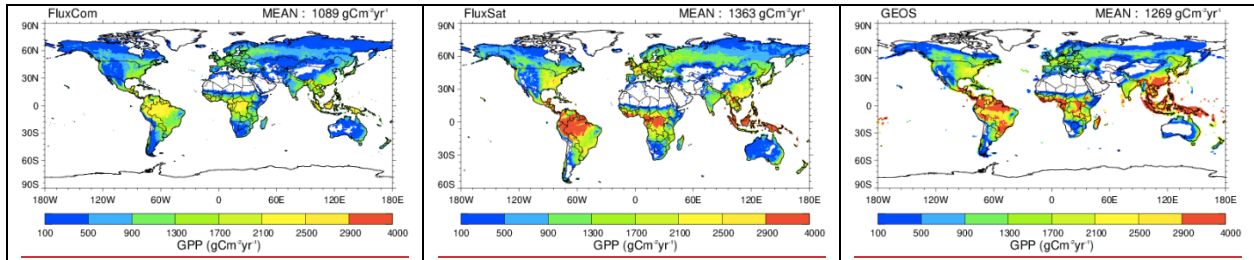 FluxCom MEAN : 1089 gCm⁻²yr⁻¹
90N
60N
30N
0
30S
60S
90S
180W 120W 60W 0 60E 120E 180E
100 500 900 1300 1700 2100 2500 2900 4000
GPP (gCm⁻²yr⁻¹)
FluxSat MEAN : 1363 gCm⁻²yr⁻¹
90N
60N
30N
0
30S
60S
180W 120W 60W 0 60E 120E 180E
100 500 900 1300 1700 2100 2500 2900 4000
GPP (gCm⁻²yr⁻¹)
GEOS MEAN : 1269 gCm⁻²yr⁻¹
90N
60N
30N
0
30S
60S
90S
180W 120W 60W 0 60E 120E 180E
100 500 900 1300 1700 2100 2500 2900 4000
GPP (gCm⁻²yr⁻¹)